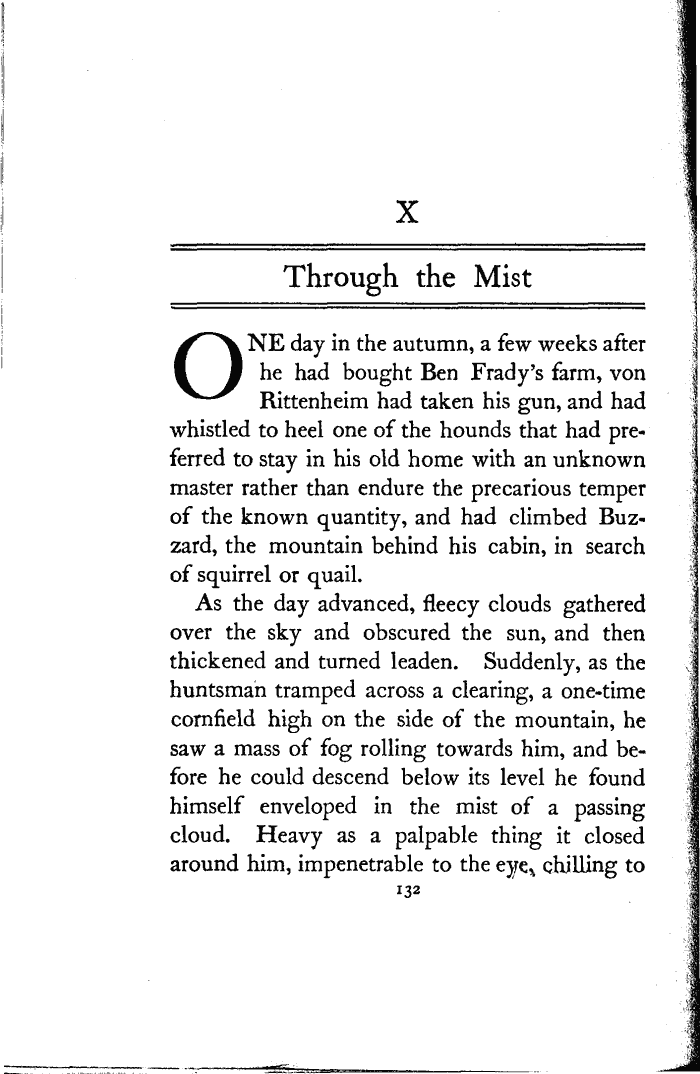 X
Through the Mist
ONE day in the autumn, a few weeks after
he had bought Ben Frady's farm, von
Rittenheim had taken his gun, and had
whistled to heel one of the hounds that had pre-
ferred to stay in his old home with an unknown
master rather than endure the precarious temper
of the known quantity, and had climbed Buz-
zard, the mountain behind his cabin, in search
of squirrel or quail.
As the day advanced, fleecy clouds gathered
over the sky and obscured the sun, and then
thickened and turned leaden. Suddenly, as the
huntsman tramped across a clearing, a one-time
cornfield high on the side of the mountain, he
saw a mass of fog rolling towards him, and be-
fore he could descend below its level he found
himself enveloped in the mist of a passing
cloud. Heavy as a palpable thing it closed
around him, impenetrable to the eye, chilling to
132